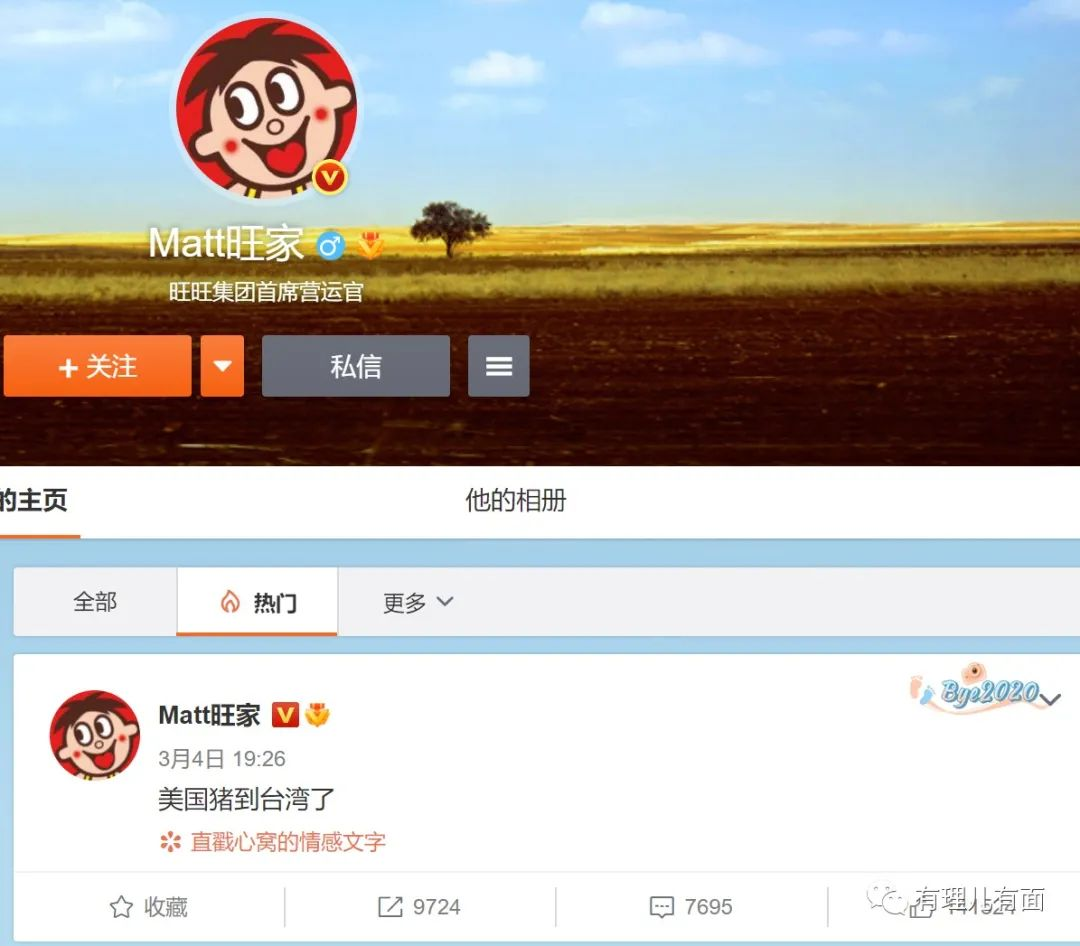 Matt旺家
旺旺集团首席营运官
+关注
私信
的主页
他的相册
全部
热门
更多
Bye2020
Matt旺家
3月4日 19:26
美国猪到台湾了
直戳心窝的情感文字
收藏
9724
7695
有理儿有面